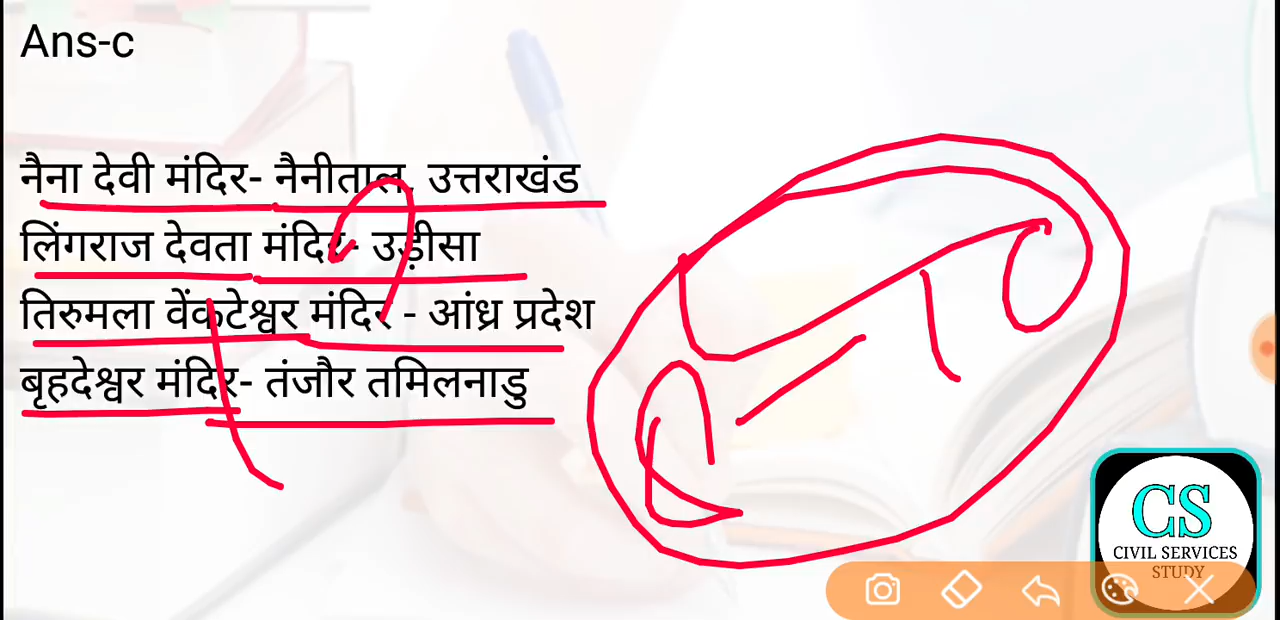 Ans-c
नैना देवी मंदिर- नैनीताल, उत्तराखंड
लिंगराज देवता मंदिर- उड़ीसा
तिरुमला वेंकटेश्वर मंदिर - आंध्र प्रदेश
बृहदेश्वर मंदिर- तंजौर तमिलनाडु
CS
CIVIL SERVICES
STUDY